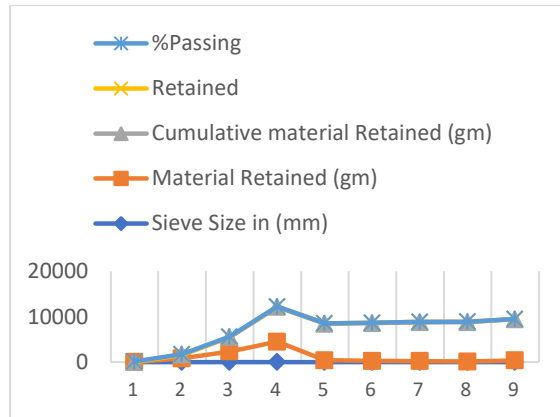 %Passing
Retained
Cumulative material Retained (gm)
Material Retained (gm)
Sieve Size in (mm)
20000
10000
0
1 2 3 4 5 6 7 8 9